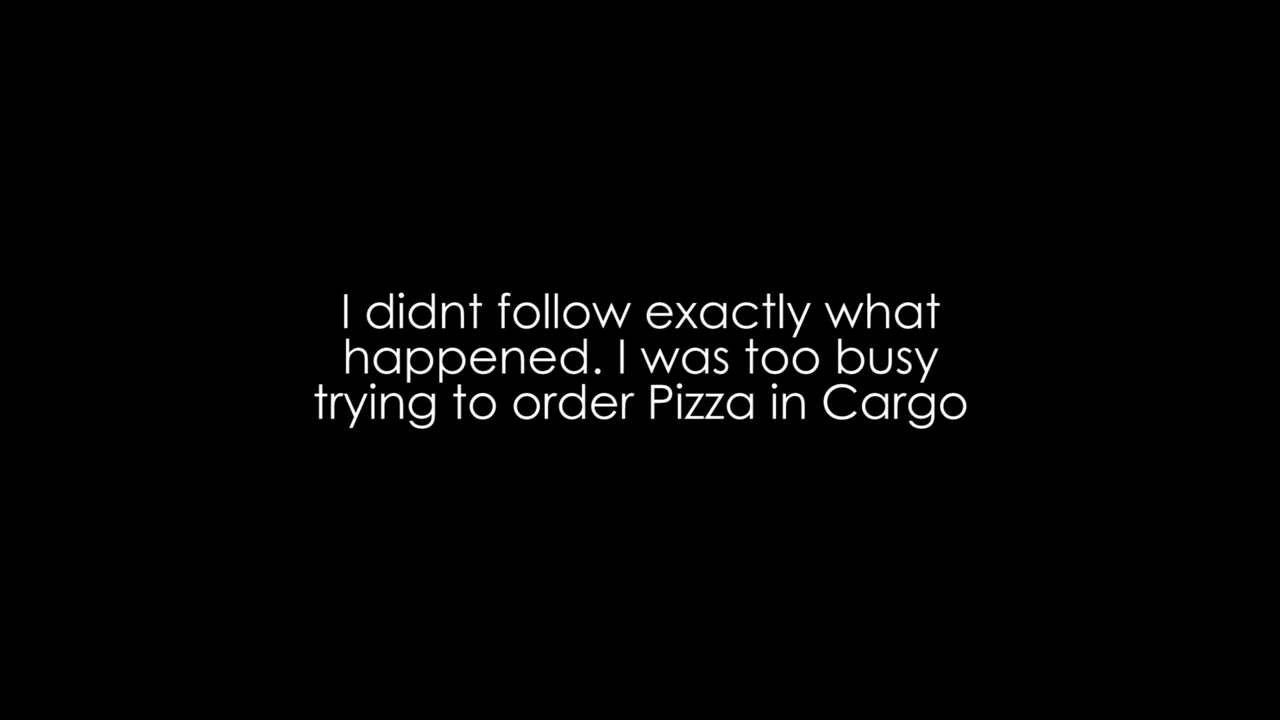 I didnt follow exactly what
happened. I was too busy
trying to order Pizza in Cargo